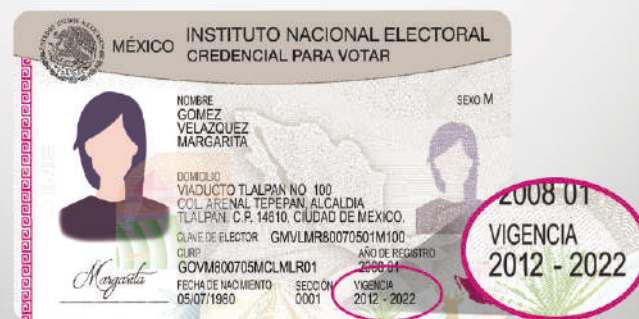 MÉXICO
INSTITUTO NACIONAL ELECTORAL
CREDENCIAL PARA VOTAR
NOMBRE
GOMEZ
VELAZQUEZ
MARGARITA
SEXO M
DOMICILIO
VIADUCTO TLALPAN NO 100
COL. ARENAL TEPEPAN, ALCALDIA
TLALPAN, C.P. 14610, CIUDAD DE MEXICO.
CLAVE DE ELECTOR GMVLMR80070501M100
CURP
GOVM800705MCLMLR01
AÑO DE REGISTRO
2008 01
FECHA DE NACIMIENTO
05/07/1980
SECCIÓN
0001
VIGENCIA
2012 - 2022
Margarita
2008 01
VIGENCIA
2012 - 2022